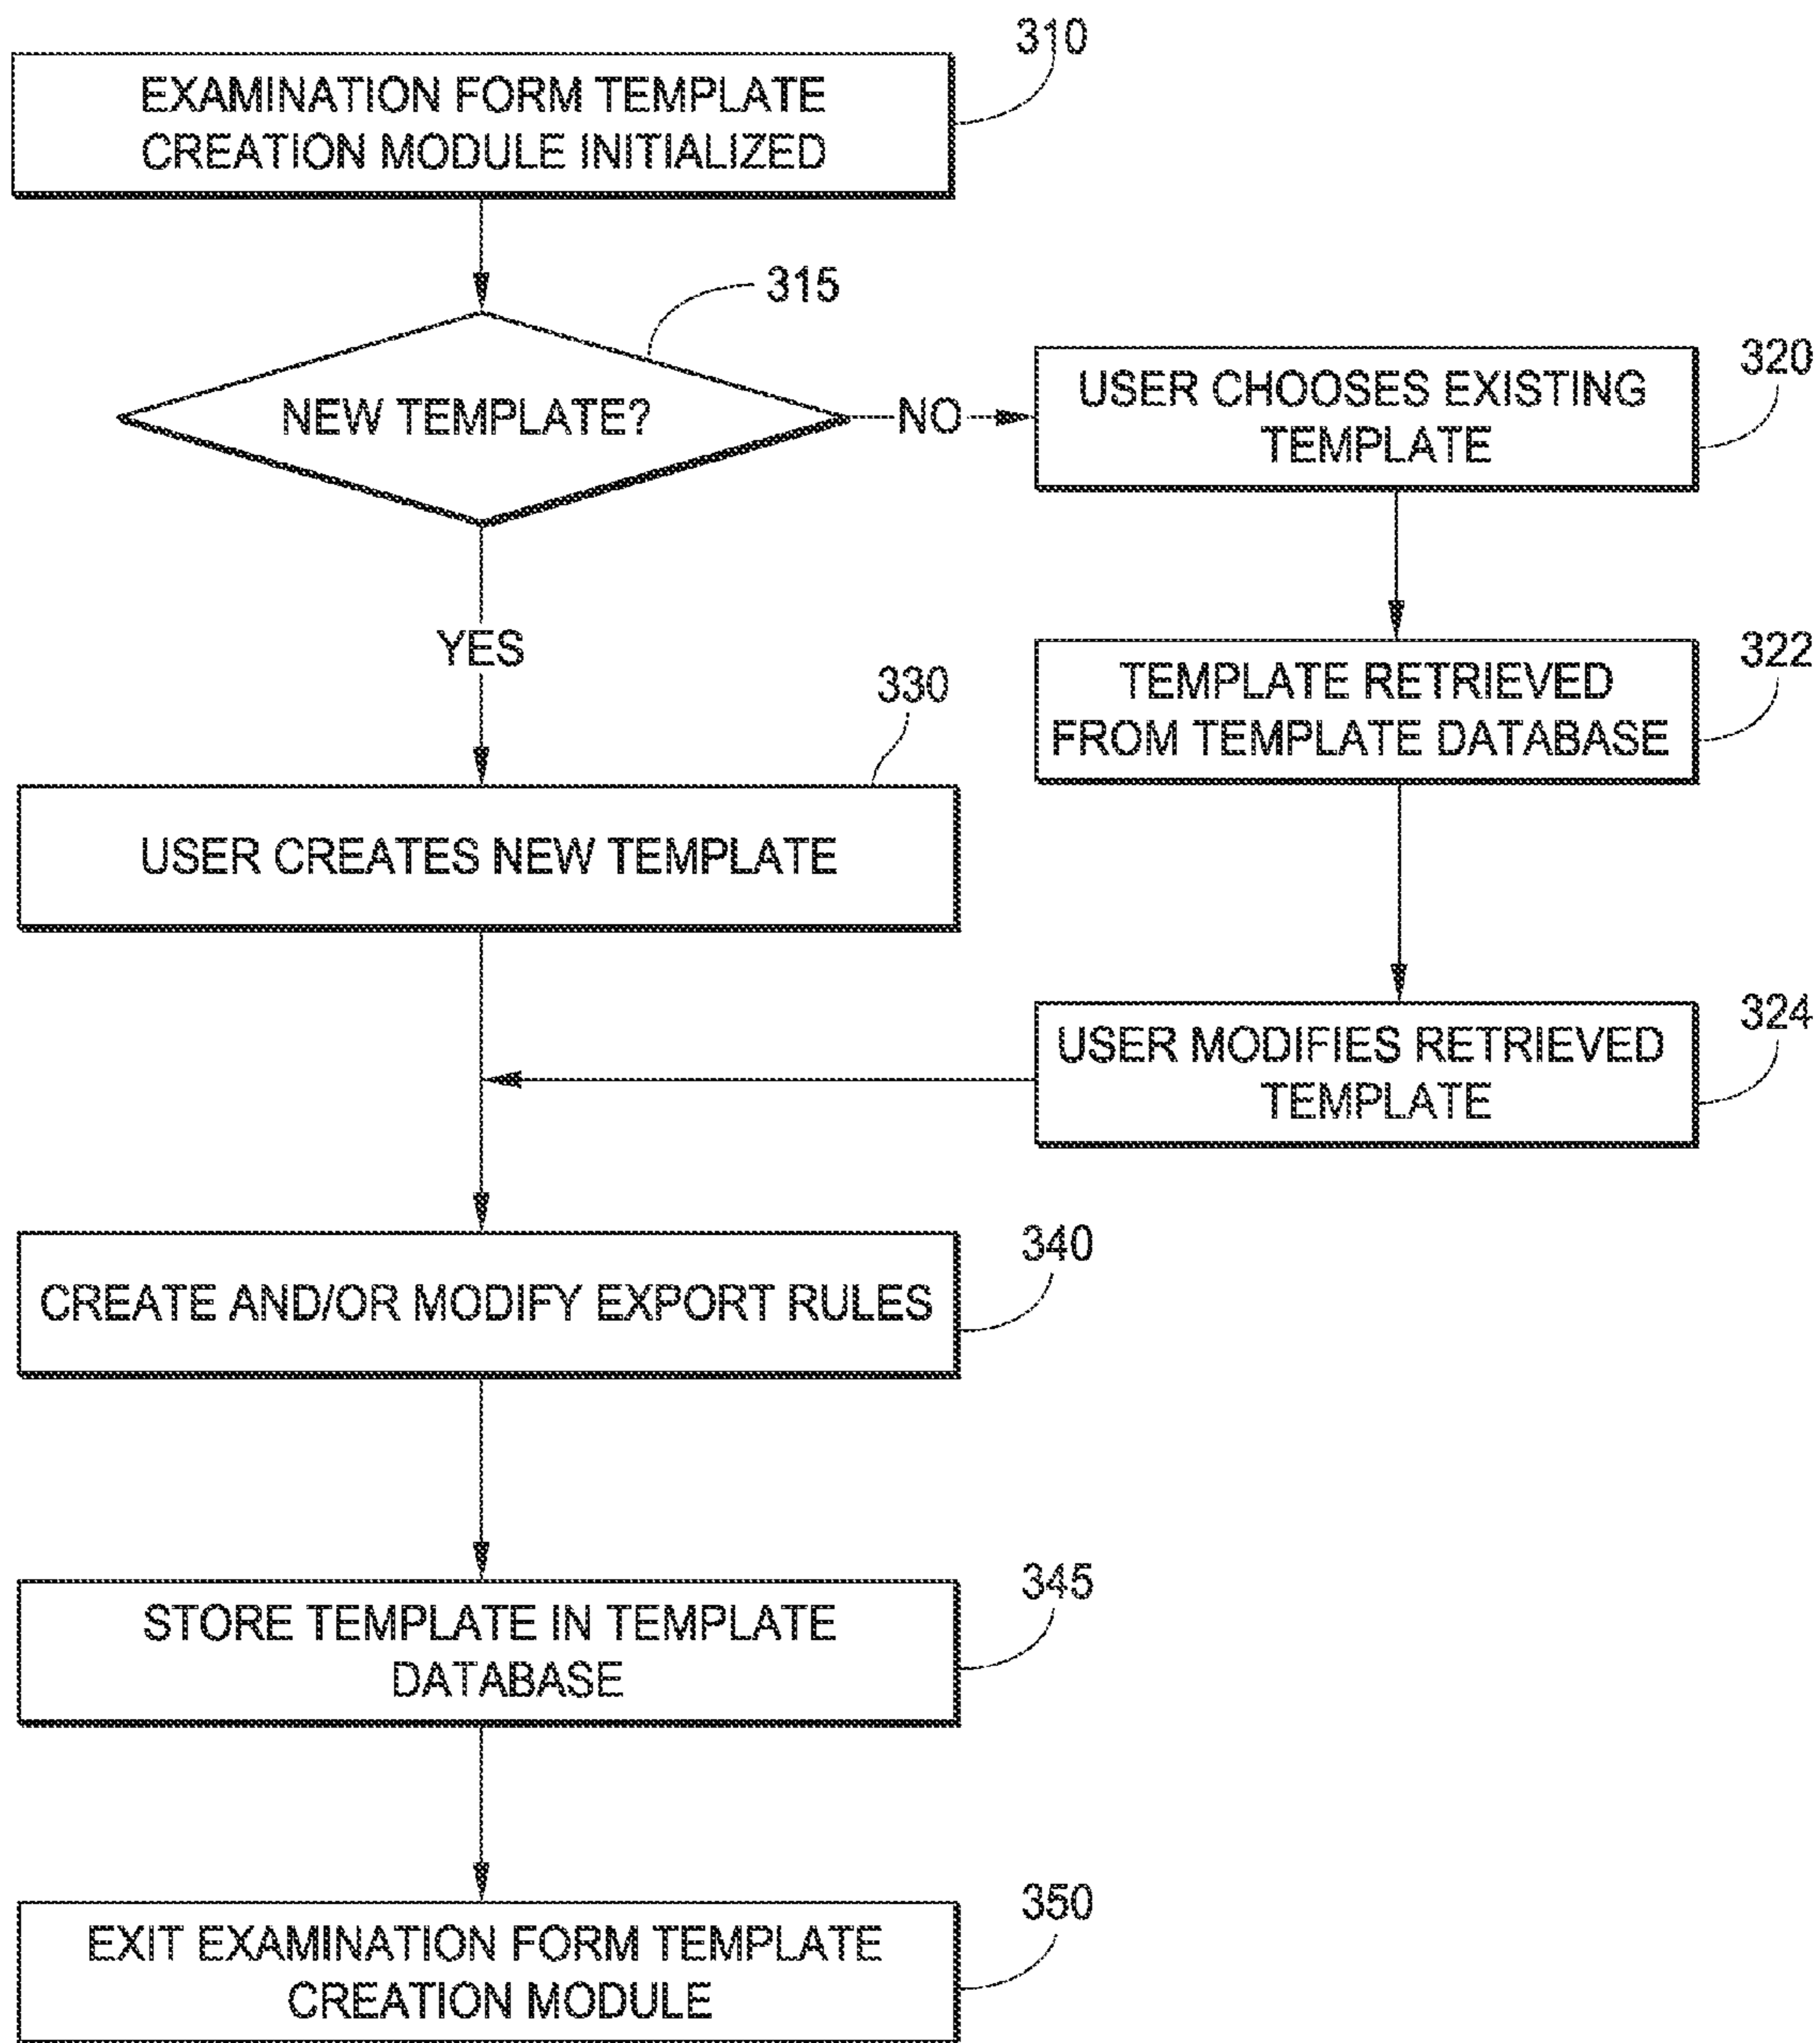 310
EXAMINATION FORM TEMPLATE
CREATION MODULE INITIALIZED
315
NEW TEMPLATE?
NO
320
USER CHOOSES EXISTING
TEMPLATE
YES
322
TEMPLATE RETRIEVED
FROM TEMPLATE DATABASE
330
USER CREATES NEW TEMPLATE
324
USER MODIFIES RETRIEVED
TEMPLATE
340
CREATE AND/OR MODIFY EXPORT RULES
345
STORE TEMPLATE IN TEMPLATE
DATABASE
350
EXIT EXAMINATION FORM TEMPLATE
CREATION MODULE